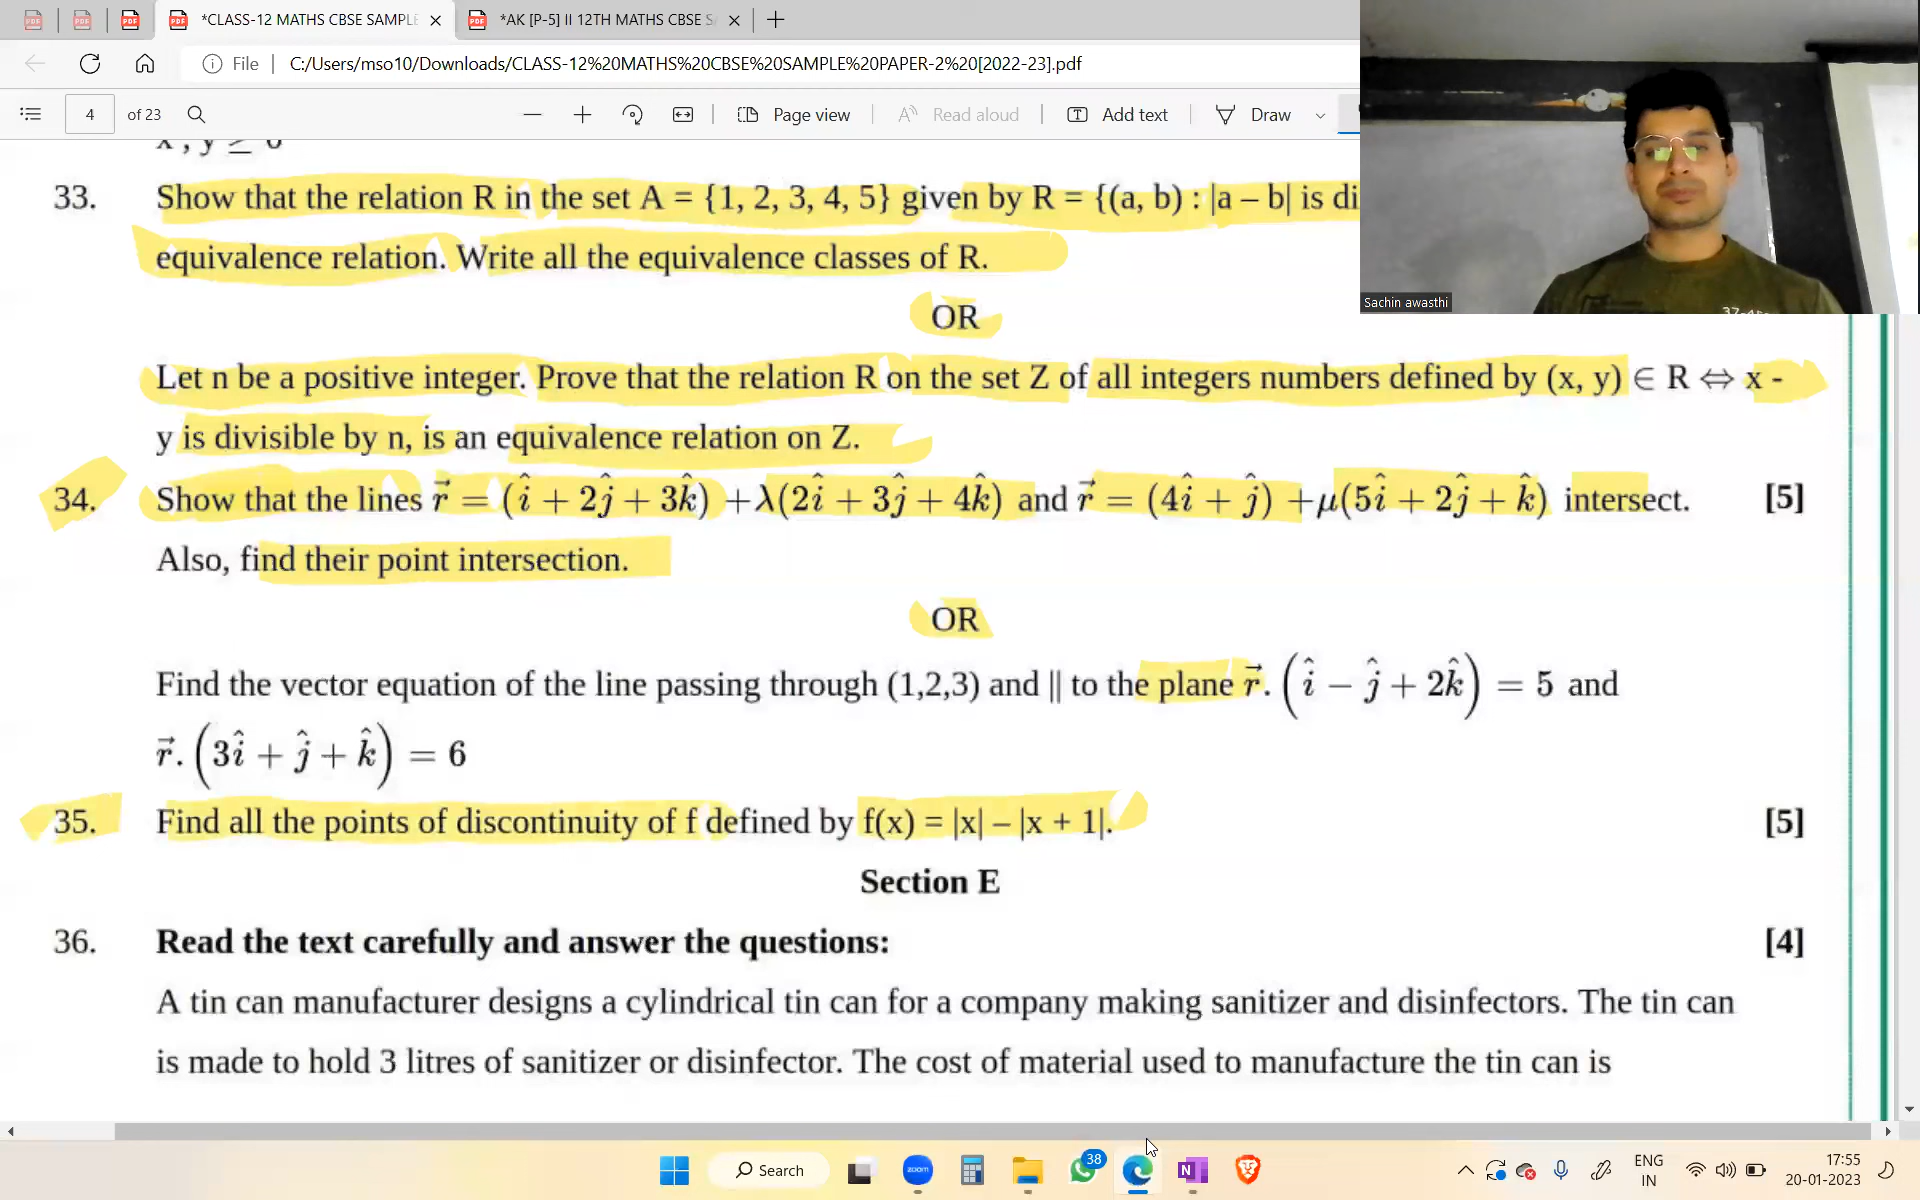 *CLASS-12 MATHS CBSE SAMPLE
*AK [P-5] II 12TH MATHS CBSE S
File
C:/Users/mso10/Downloads/CLASS-12%20MATHS%20CBSE%20SAMPLE%20PAPER-2%20[2022-23].pdf
4 of 23
Page view
Read aloud
Add text
Draw
x , y ≥ 0
33. Show that the relation R in the set A = {1, 2, 3, 4, 5} given by R = {(a, b) : |a – b| is di
equivalence relation. Write all the equivalence classes of R.
Sachin awasthi
OR
Let n be a positive integer. Prove that the relation R on the set Z of all integers numbers defined by (x, y) ∈ R ⇔ x -
y is divisible by n, is an equivalence relation on Z.
34. Show that the lines r⃗ = (î + 2ĵ + 3k̂) +λ(2î + 3ĵ + 4k̂) and r⃗ = (4î + ĵ) +μ(5î + 2ĵ + k̂) intersect. [5]
Also, find their point intersection.
OR
Find the vector equation of the line passing through (1,2,3) and || to the plane r⃗. (î − ĵ + 2k̂) = 5 and
r⃗. (3î + ĵ + k̂) = 6
35. Find all the points of discontinuity of f defined by f(x) = |x| – |x + 1|. [5]
Section E
36. Read the text carefully and answer the questions: [4]
A tin can manufacturer designs a cylindrical tin can for a company making sanitizer and disinfectors. The tin can
is made to hold 3 litres of sanitizer or disinfector. The cost of material used to manufacture the tin can is
Search
zoom
38
ENG
IN
17:55
20-01-2023